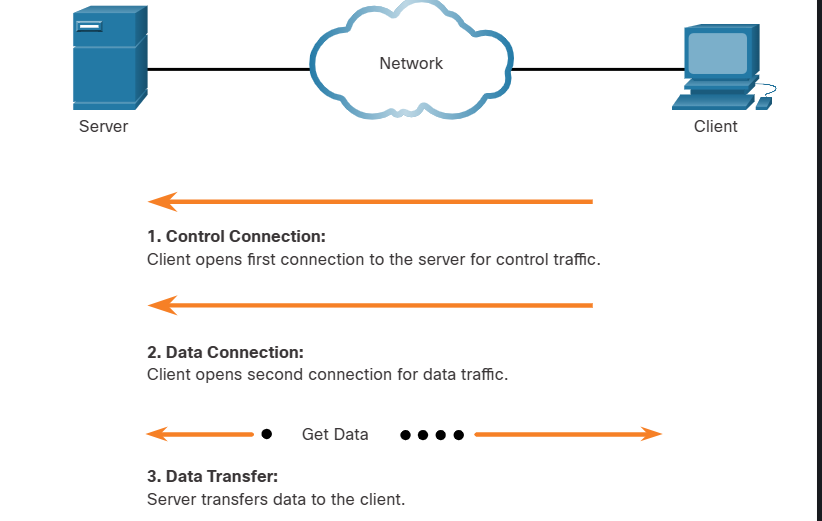 Network
Server
Client
1. Control Connection:
Client opens first connection to the server for control traffic.
2. Data Connection:
Client opens second connection for data traffic.
Get Data
3. Data Transfer:
Server transfers data to the client.